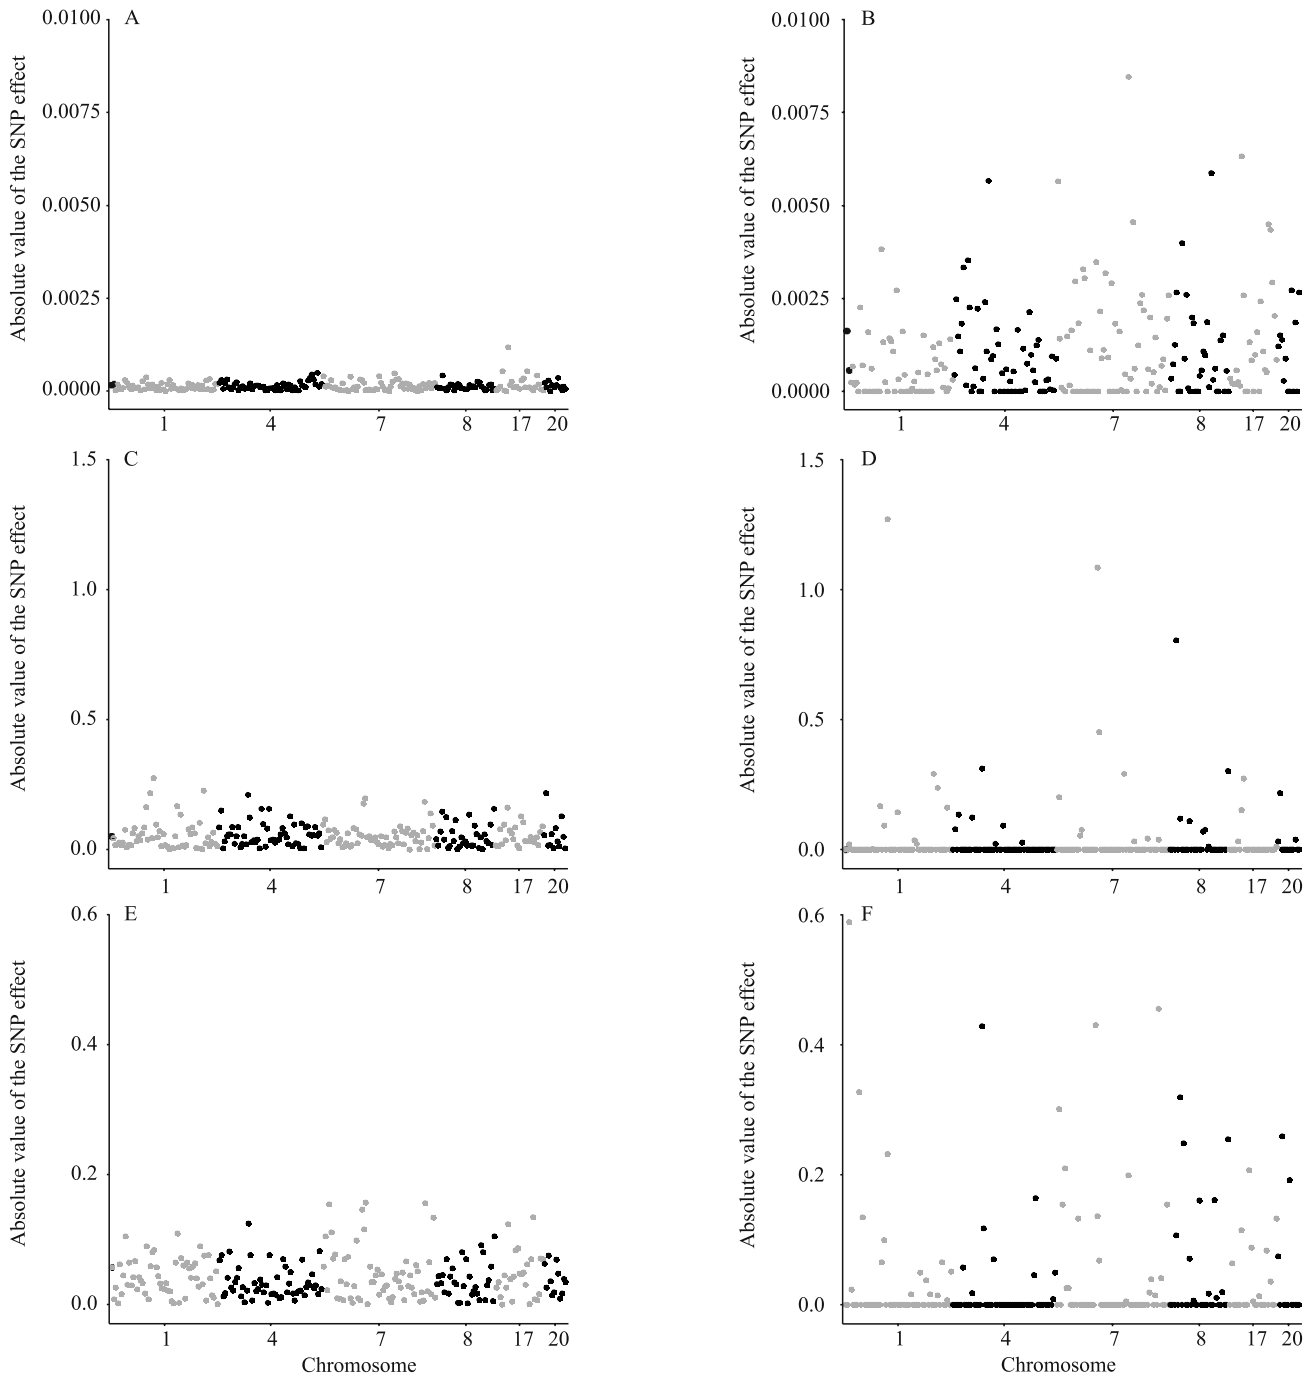 A
B
Absolute value of the SNP effect
0.0100
0.0075
0.0050
0.0025
0.0000
1 4 7 8 17 20
Absolute value of the SNP effect
0.0100
0.0075
0.0050
0.0025
0.0000
1 4 7 8 17 20
C
D
Absolute value of the SNP effect
1.5
1.0
0.5
0.0
1 4 7 8 17 20
Absolute value of the SNP effect
1.5
1.0
0.5
0.0
1 4 7 8 17 20
E
F
Absolute value of the SNP effect
0.6
0.4
0.2
0.0
1 4 7 8 17 20
Chromosome
Absolute value of the SNP effect
0.6
0.4
0.2
0.0
1 4 7 8 17 20
Chromosome